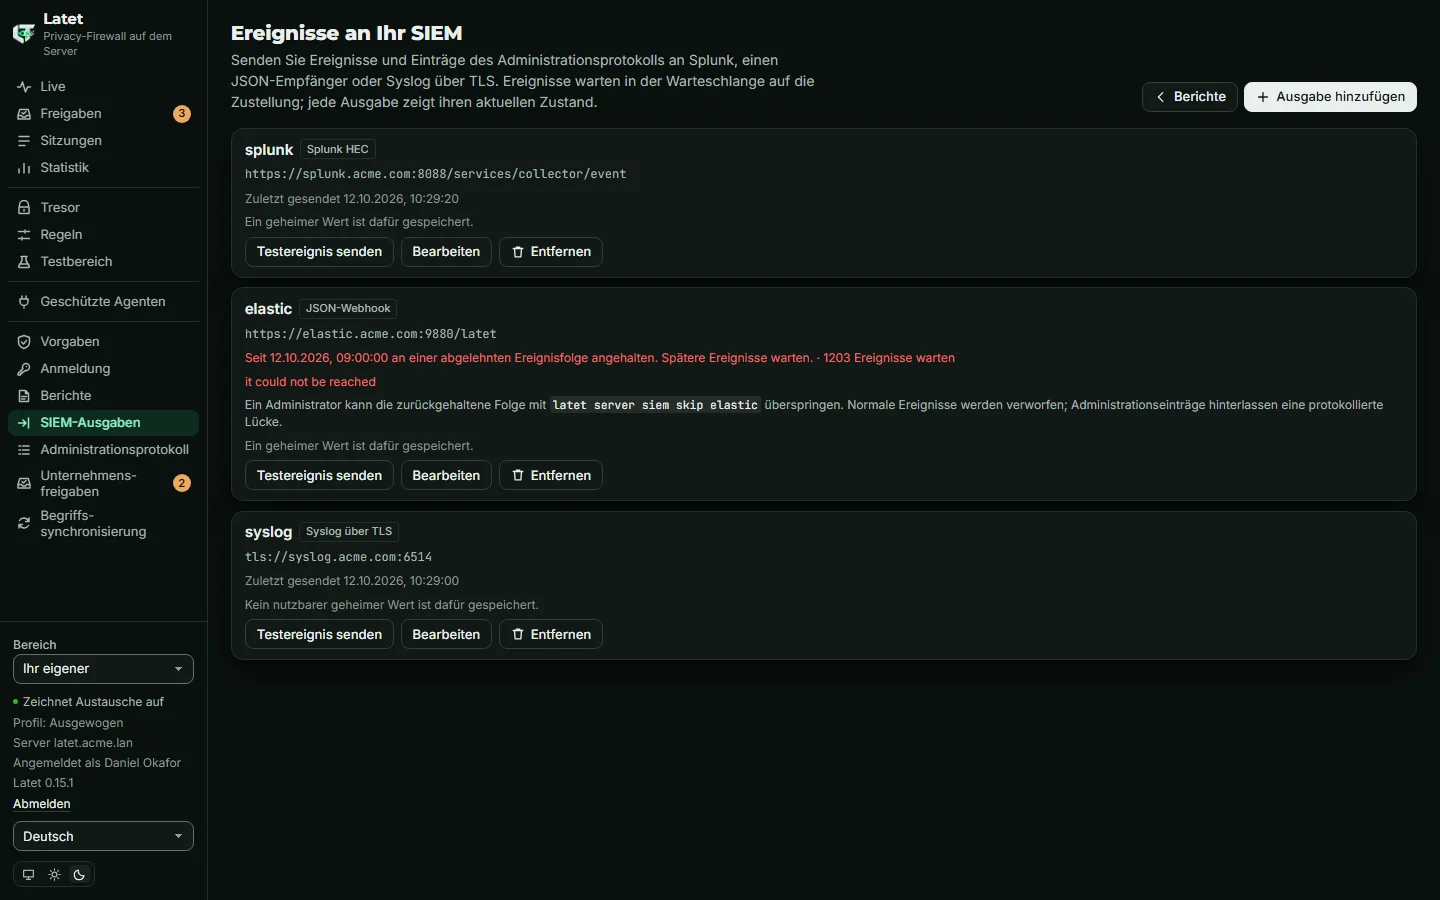 Latet
Privacy-Firewall auf dem
Server
Live
Freigaben
3
Sitzungen
Statistik
Tresor
Regeln
Testbereich
Geschützte Agenten
Vorgaben
Anmeldung
Berichte
SIEM-Ausgaben
Administrationsprotokoll
Unternehmens-
freigaben
2
Begriffs-
synchronisierung
Bereich
Ihr eigener
Zeichnet Austausche auf
Profil: Ausgewogen
Server latet.acme.lan
Angemeldet als Daniel Okafor
Latet 0.15.1
Abmelden
Deutsch
Ereignisse an Ihr SIEM
Senden Sie Ereignisse und Einträge des Administrationsprotokolls an Splunk, einen
JSON-Empfänger oder Syslog über TLS. Ereignisse warten in der Warteschlange auf die
Zustellung; jede Ausgabe zeigt ihren aktuellen Zustand.
Berichte
Ausgabe hinzufügen
splunk Splunk HEC
https://splunk.acme.com:8088/services/collector/event
Zuletzt gesendet 12.10.2026, 10:29:20
Ein geheimer Wert ist dafür gespeichert.
Testereignis senden Bearbeiten Entfernen
elastic JSON-Webhook
https://elastic.acme.com:9880/latet
Seit 12.10.2026, 09:00:00 an einer abgelehnten Ereignisfolge angehalten. Spätere Ereignisse warten. · 1203 Ereignisse warten
it could not be reached
Ein Administrator kann die zurückgehaltene Folge mit latet server siem skip elastic überspringen. Normale Ereignisse werden verworfen; Administrationseinträge hinterlassen eine protokollierte
Lücke.
Ein geheimer Wert ist dafür gespeichert.
Testereignis senden Bearbeiten Entfernen
syslog Syslog über TLS
tls://syslog.acme.com:6514
Zuletzt gesendet 12.10.2026, 10:29:00
Kein nutzbarer geheimer Wert ist dafür gespeichert.
Testereignis senden Bearbeiten Entfernen